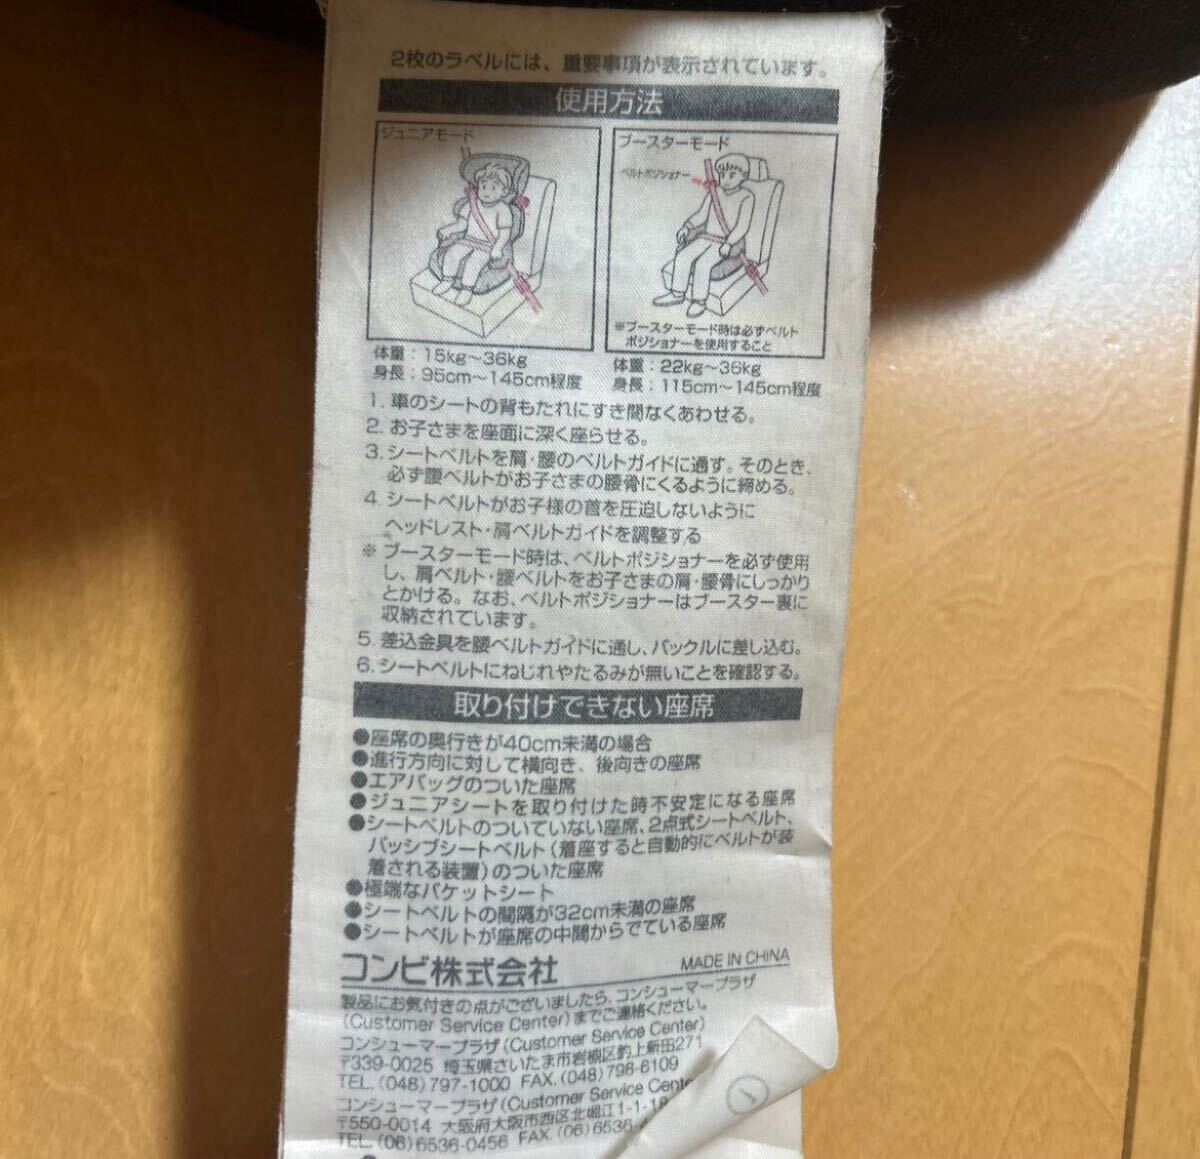 2枚のラベルには、重要事項が表示されています。
使用方法
ジュニアモード
ブースターモード
ベルトポジショナー
※ブースターモード時は必ずベルト
ポジショナーを使用すること
体重：15kg～36kg
身長：95cm～145cm程度
体重：22kg～36kg
身長：115cm～145cm程度
1. 車のシートの背もたれにすき間なくあわせる。
2. お子さまを座面に深く座らせる。
3. シートベルトを肩・腰のベルトガイドに通す。そのとき、
必ず腰ベルトがお子さまの腰骨にくるように締める。
4. シートベルトがお子様の首を圧迫しないように
ヘッドレスト・肩ベルトガイドを調整する
※ ブースターモード時は、ベルトポジショナーを必ず使用
し、肩ベルト・腰ベルトをお子さまの肩・腰骨にしっかり
とかける。なお、ベルトポジショナーはブースター裏に
収納されています。
5. 差込金具を腰ベルトガイドに通し、バックルに差し込む。
6. シートベルトにねじれやたるみが無いことを確認する。
取り付けできない座席
●座席の奥行きが40cm未満の場合
●進行方向に対して横向き、後向きの座席
●エアバッグのついた座席
●ジュニアシートを取り付けた時不安定になる座席
●シートベルトのついていない座席、2点式シートベルト、
パッシブシートベルト（着座すると自動的にベルトが装
着される装置）のついた座席
●極端なバケットシート
●シートベルトの間隔が32cm未満の座席
●シートベルトが座席の中間からでている座席
コンビ株式会社
MADE IN CHINA
製品にお気付きの点がございましたら、コンシューマープラザ
(Customer Service Center)までご連絡ください。
コンシューマープラザ(Customer Service Center)
〒339-0025 埼玉県さいたま市岩槻区釣上新田271
TEL. (048)797-1000 FAX. (048)798-6109
コンシューマープラザ(Customer Service Cente
〒550-0014 大阪府大阪市西区北堀江1-1-18
TEL. (06)6536-0456 FAX. (06)6536-